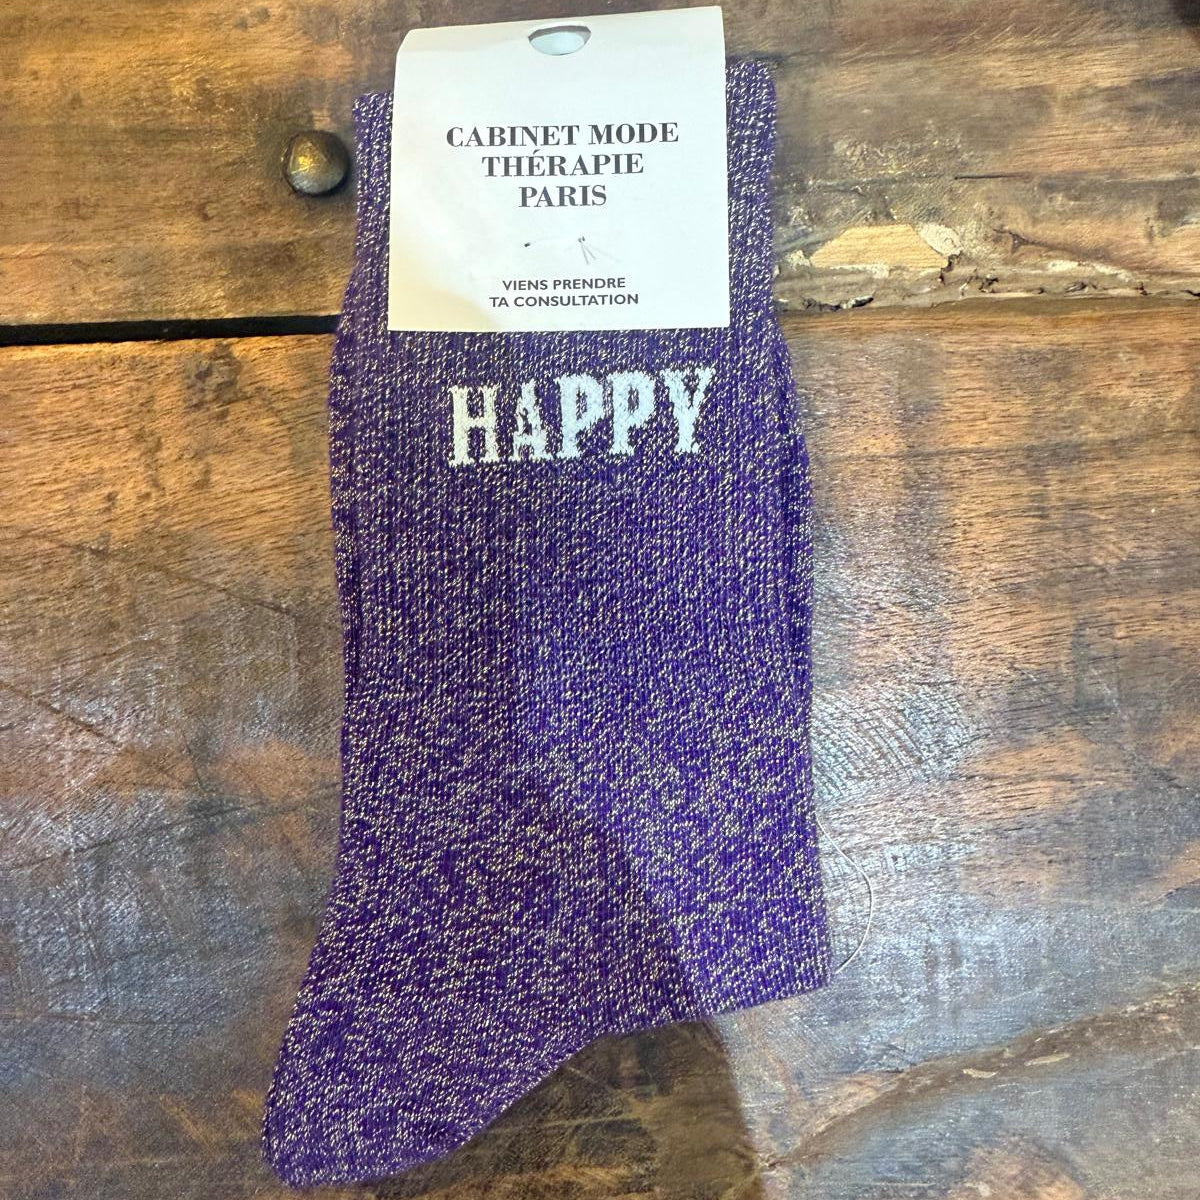 CABINET MODE
THÉRAPIE
PARIS
VIENS PRENDRE
TA CONSULTATION
HAPPY